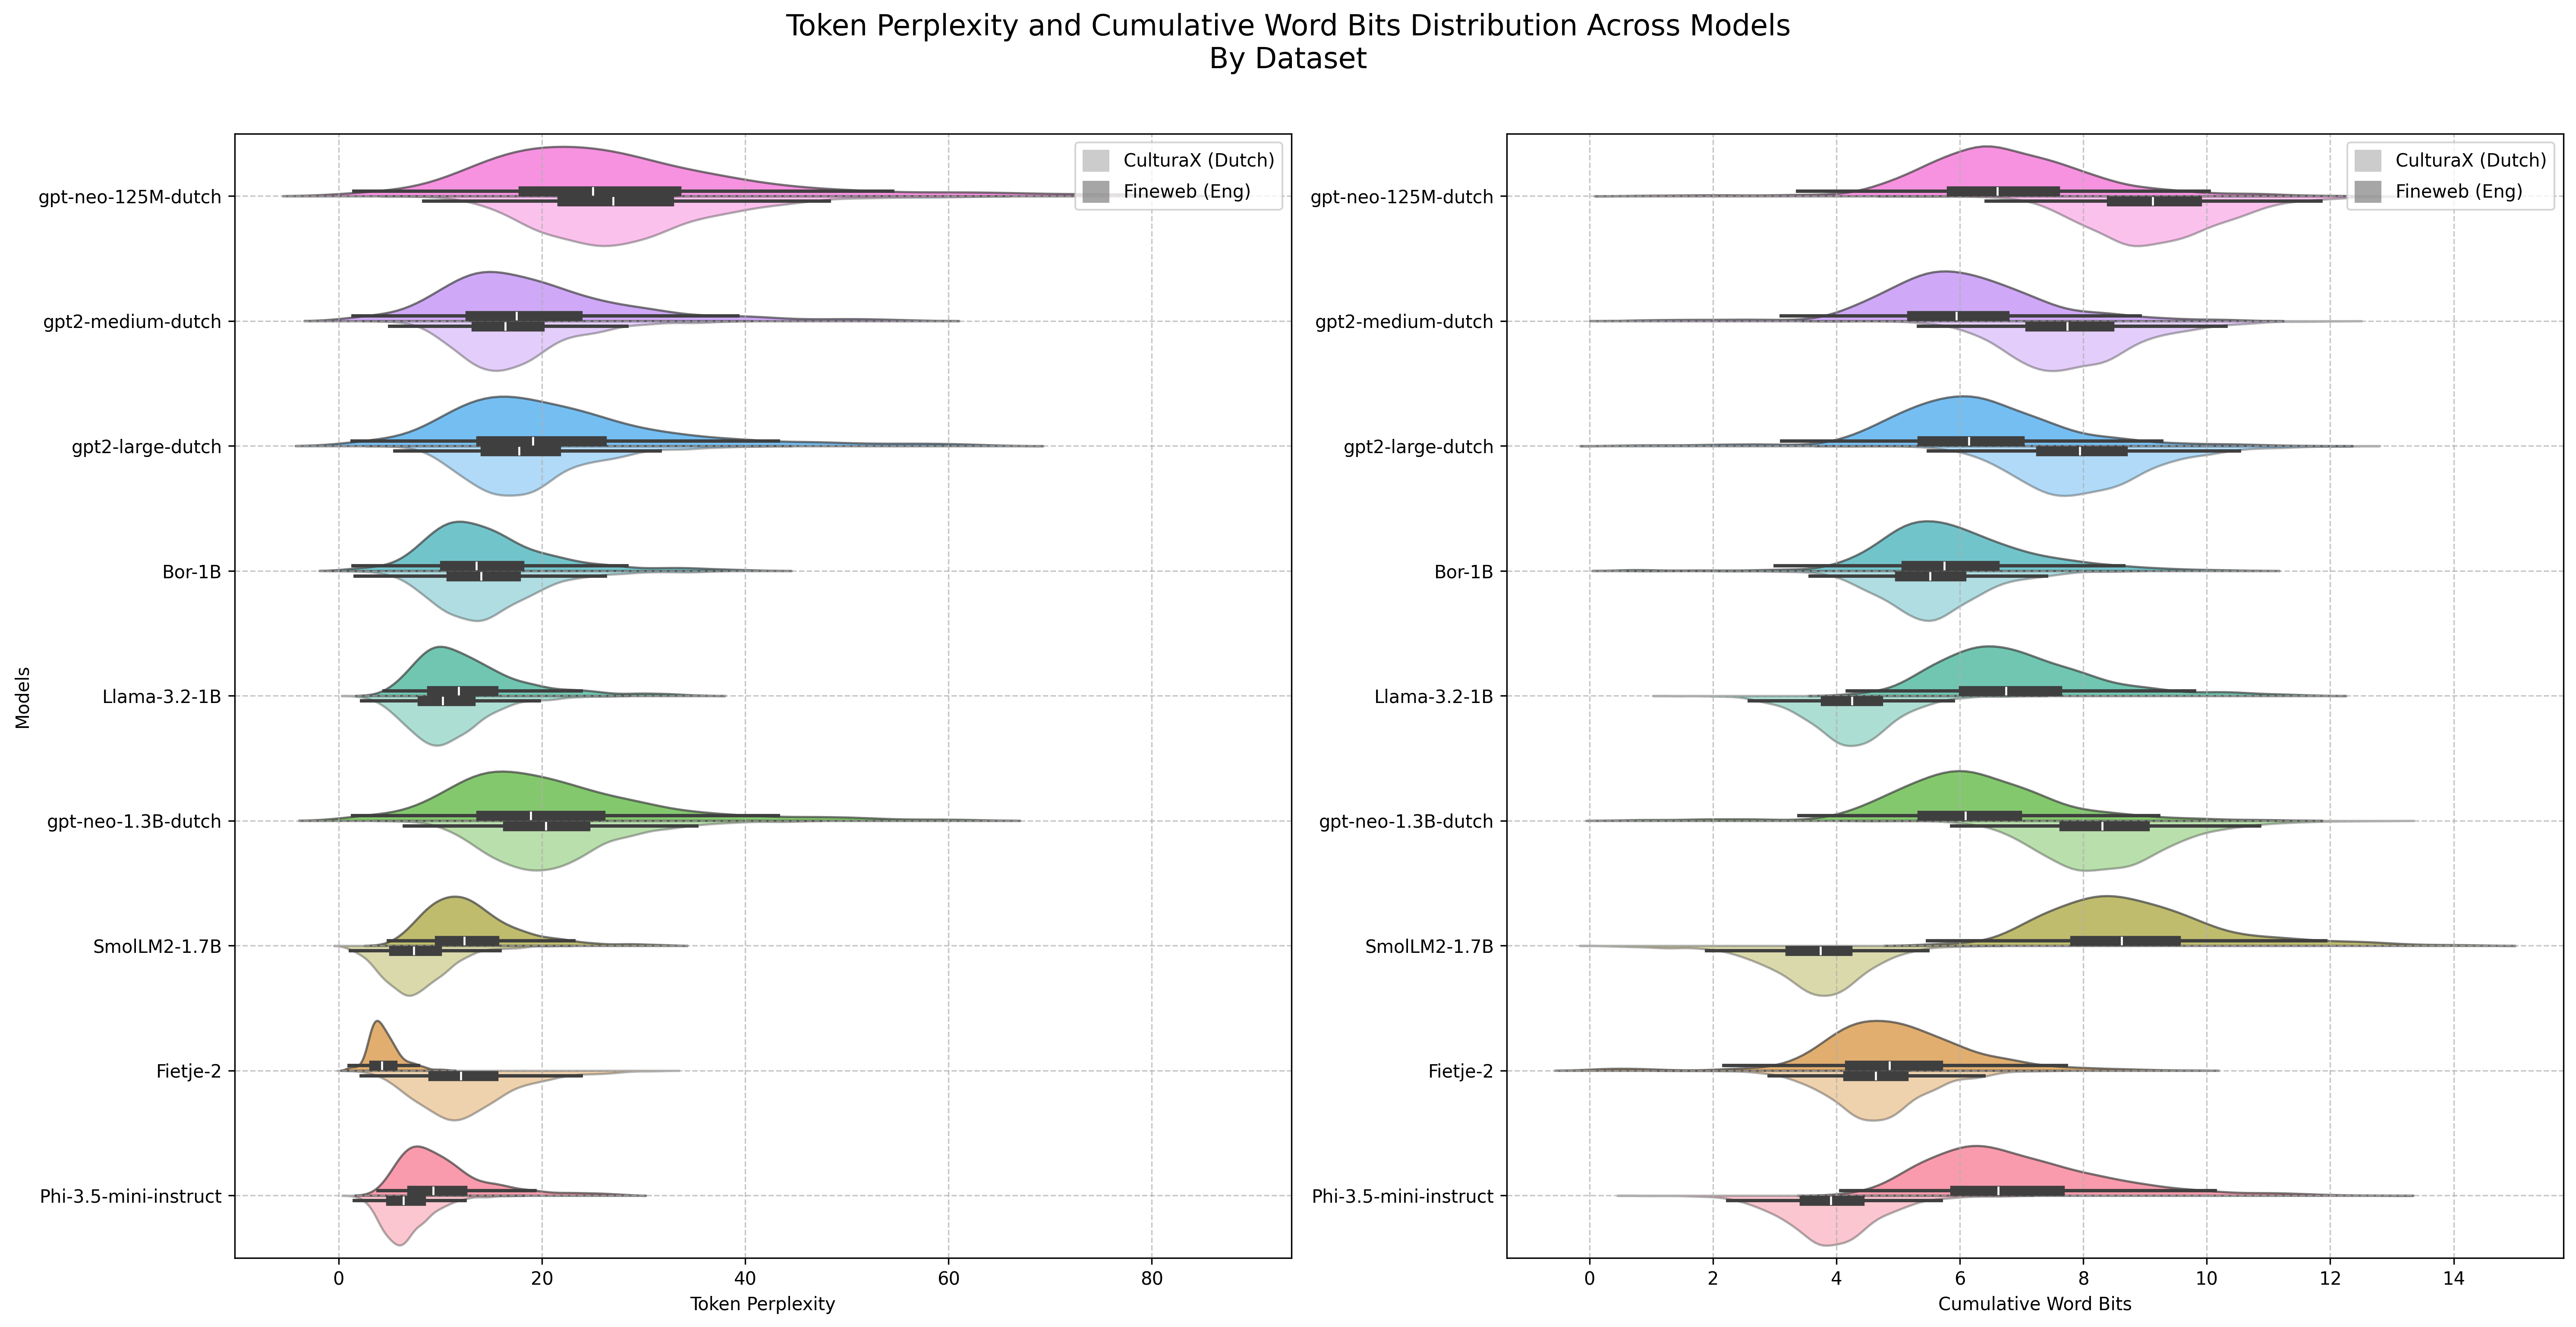 Token Perplexity and Cumulative Word Bits Distribution Across Models
By Dataset
Models
gpt-neo-125M-dutch
gpt2-medium-dutch
gpt2-large-dutch
Bor-1B
Llama-3.2-1B
gpt-neo-1.3B-dutch
SmolLM2-1.7B
Fietje-2
Phi-3.5-mini-instruct
CulturaX (Dutch)
Fineweb (Eng)
0 20 40 60 80
Token Perplexity
gpt-neo-125M-dutch
gpt2-medium-dutch
gpt2-large-dutch
Bor-1B
Llama-3.2-1B
gpt-neo-1.3B-dutch
SmolLM2-1.7B
Fietje-2
Phi-3.5-mini-instruct
CulturaX (Dutch)
Fineweb (Eng)
0 2 4 6 8 10 12 14
Cumulative Word Bits